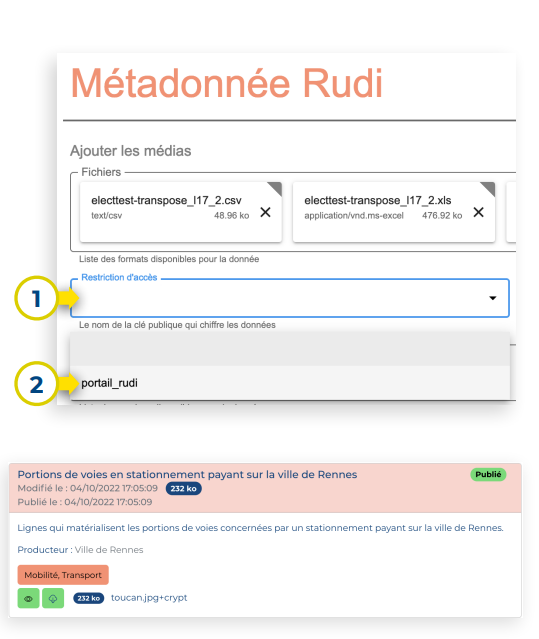 Métadonnée Rudi
Ajouter les médias
Fichiers
electtest-transpose_l17_2.csv
text/csv 48.96 ko
electtest-transpose_l17_2.xls
application/vnd.ms-excel 476.92 ko
Liste des formats disponibles pour la donnée
Restriction d'accès
1
Le nom de la clé publique qui chiffre les données
2
portail_rudi
Portions de voies en stationnement payant sur la ville de Rennes
Publié
Modifié le : 04/10/2022 17:05:09 232 ko
Publié le : 04/10/2022 17:05:09
Lignes qui matérialisent les portions de voies concernées par un stationnement payant sur la ville de Rennes.
Producteur : Ville de Rennes
Mobilité, Transport
232 ko toucan.jpg+crypt